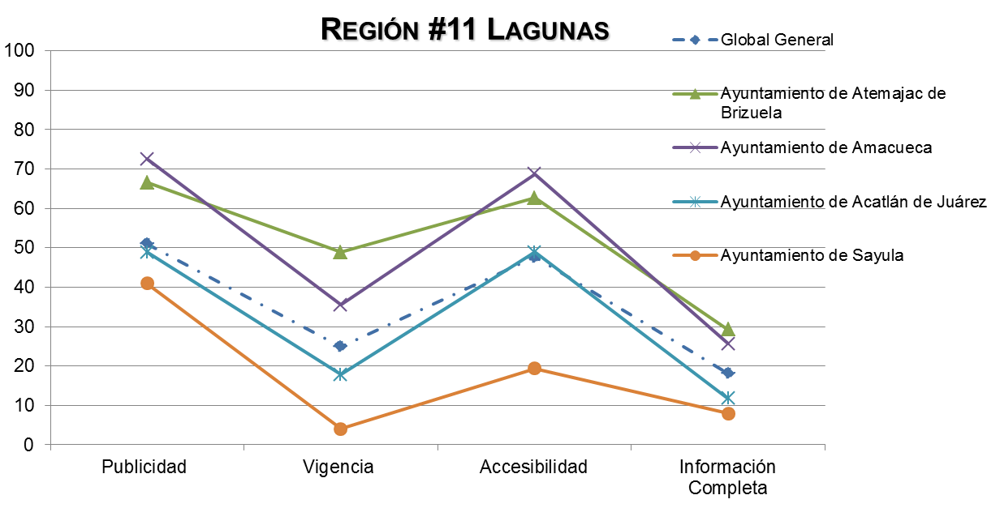 REGIÓN #11 LAGUNAS
Global General
Ayuntamiento de Atemajac de
Brizuela
Ayuntamiento de Amacueca
Ayuntamiento de Acatlán de Juárez
Ayuntamiento de Sayula
100
90
80
70
60
50
40
30
20
10
0
Publicidad
Vigencia
Accesibilidad
Información
Completa